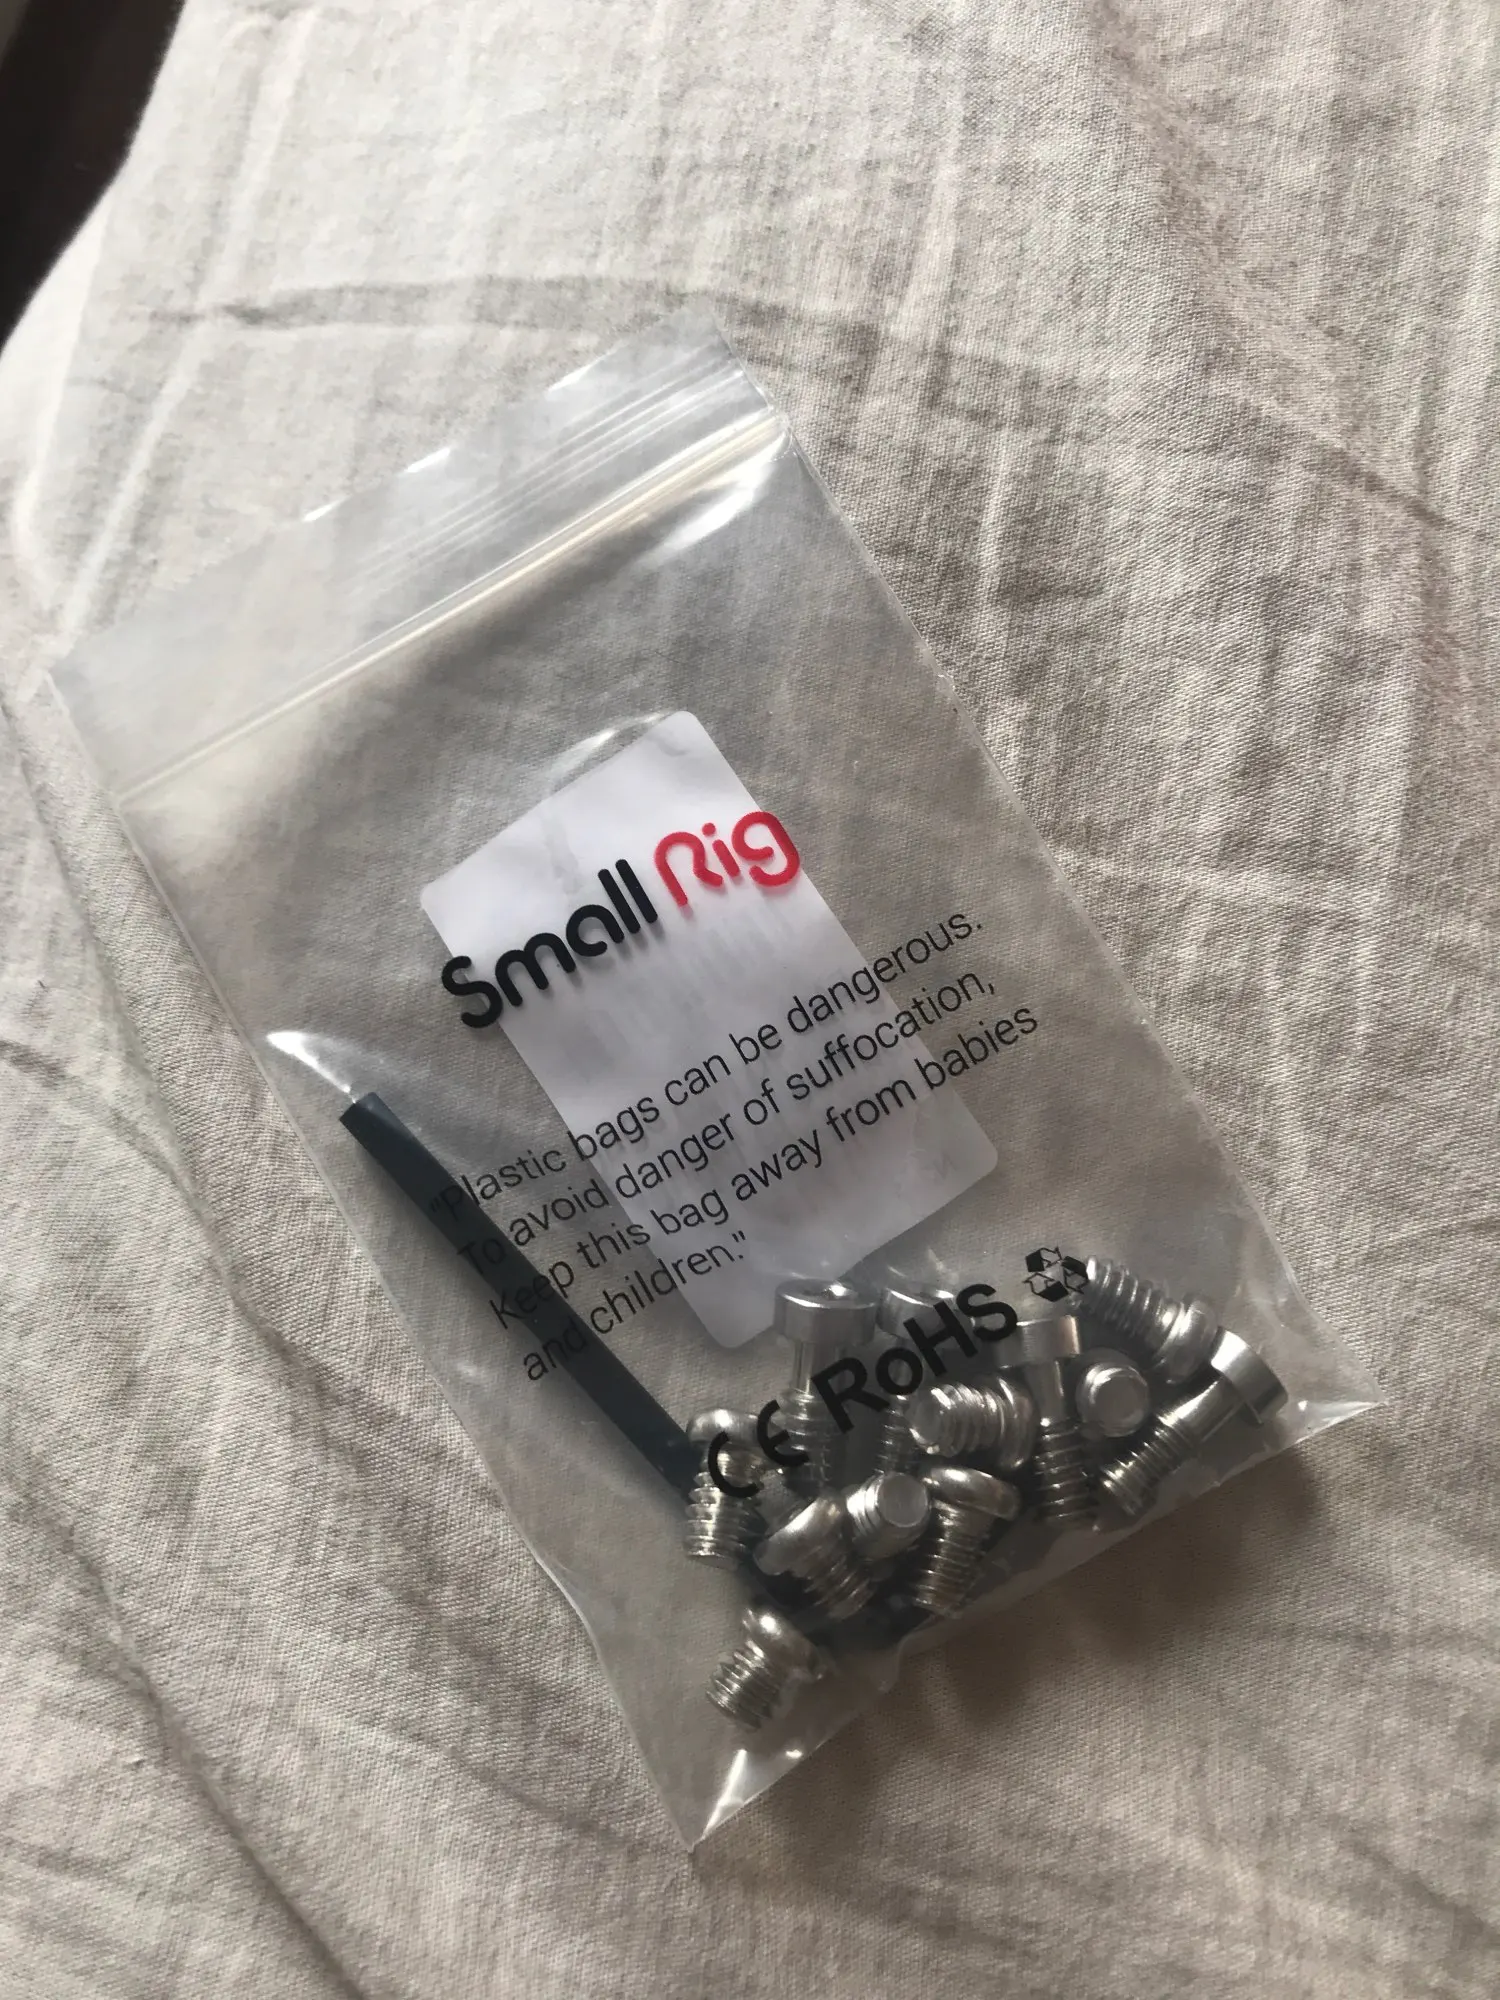 SmallRig
"Plastic bags can be dangerous.
To avoid danger of suffocation,
Keep this bag away from babies
and children."
CE RoHS